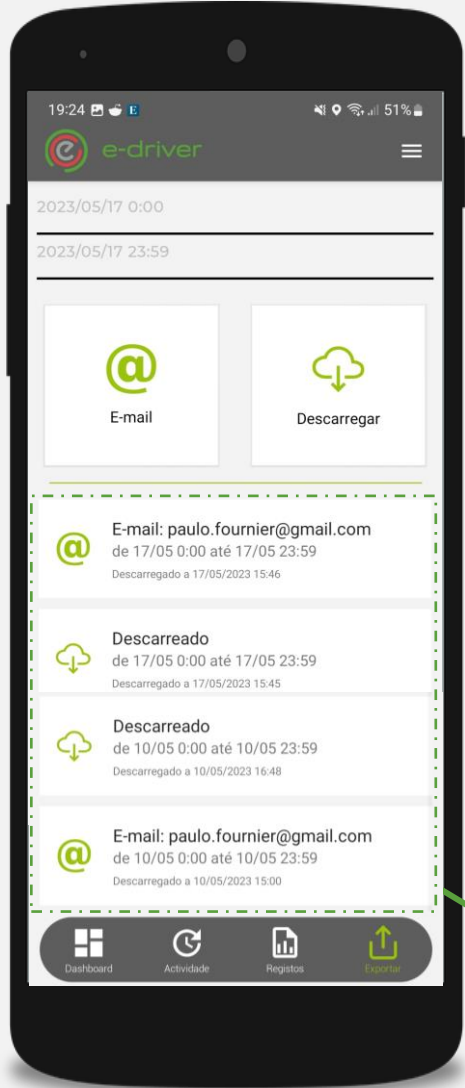 19:24 E 51%
e e-driver
2023/05/17 0:00
2023/05/17 23:59
@
E-mail
Descarregar
@
E-mail: paulo.fournier@gmail.com
de 17/05 0:00 até 17/05 23:59
Descarregado a 17/05/2023 15:46
Descarreado
de 17/05 0:00 até 17/05 23:59
Descarregado a 17/05/2023 15:45
Descarreado
de 10/05 0:00 até 10/05 23:59
Descarregado a 10/05/2023 16:48
@
E-mail: paulo.fournier@gmail.com
de 10/05 0:00 até 10/05 23:59
Descarregado a 10/05/2023 15:00
Dashboard Actividade Registos Exportar